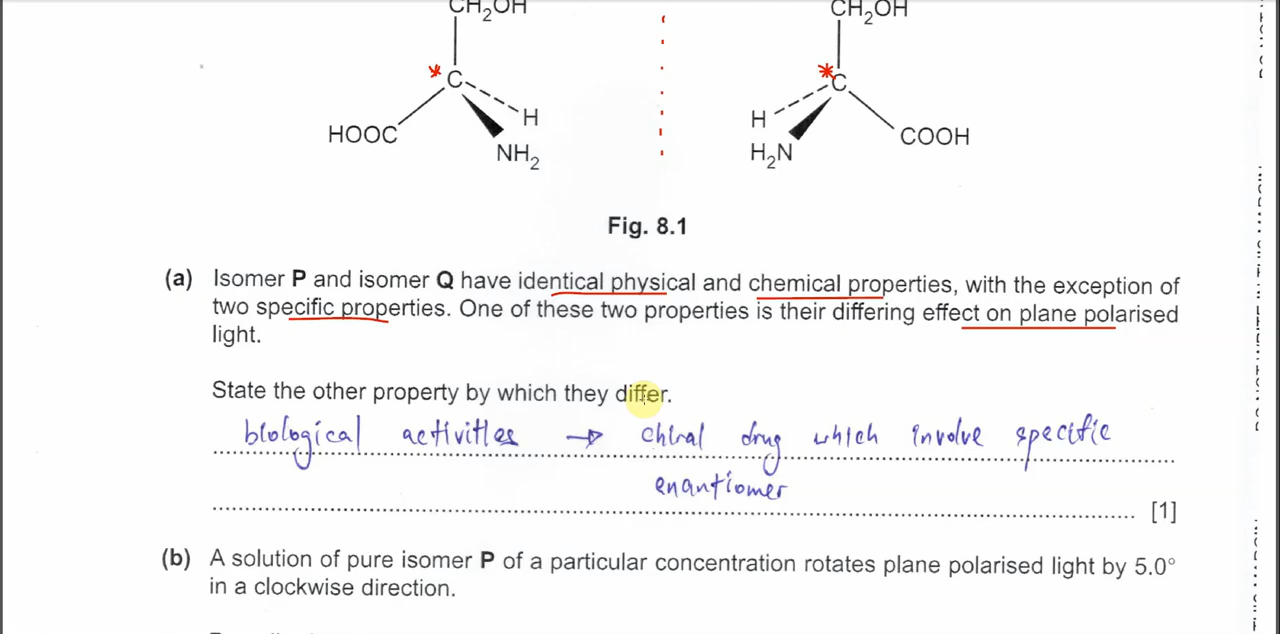 CH2OH
CH2OH
* C
* C
H
H
HOOC
COOH
NH2
H2N
Fig. 8.1
(a) Isomer P and isomer Q have identical physical and chemical properties, with the exception of
two specific properties. One of these two properties is their differing effect on plane polarised
light.
State the other property by which they differ.
biological activities → chiral drug which involve specific
enantiomer
[1]
(b) A solution of pure isomer P of a particular concentration rotates plane polarised light by 5.0°
in a clockwise direction.